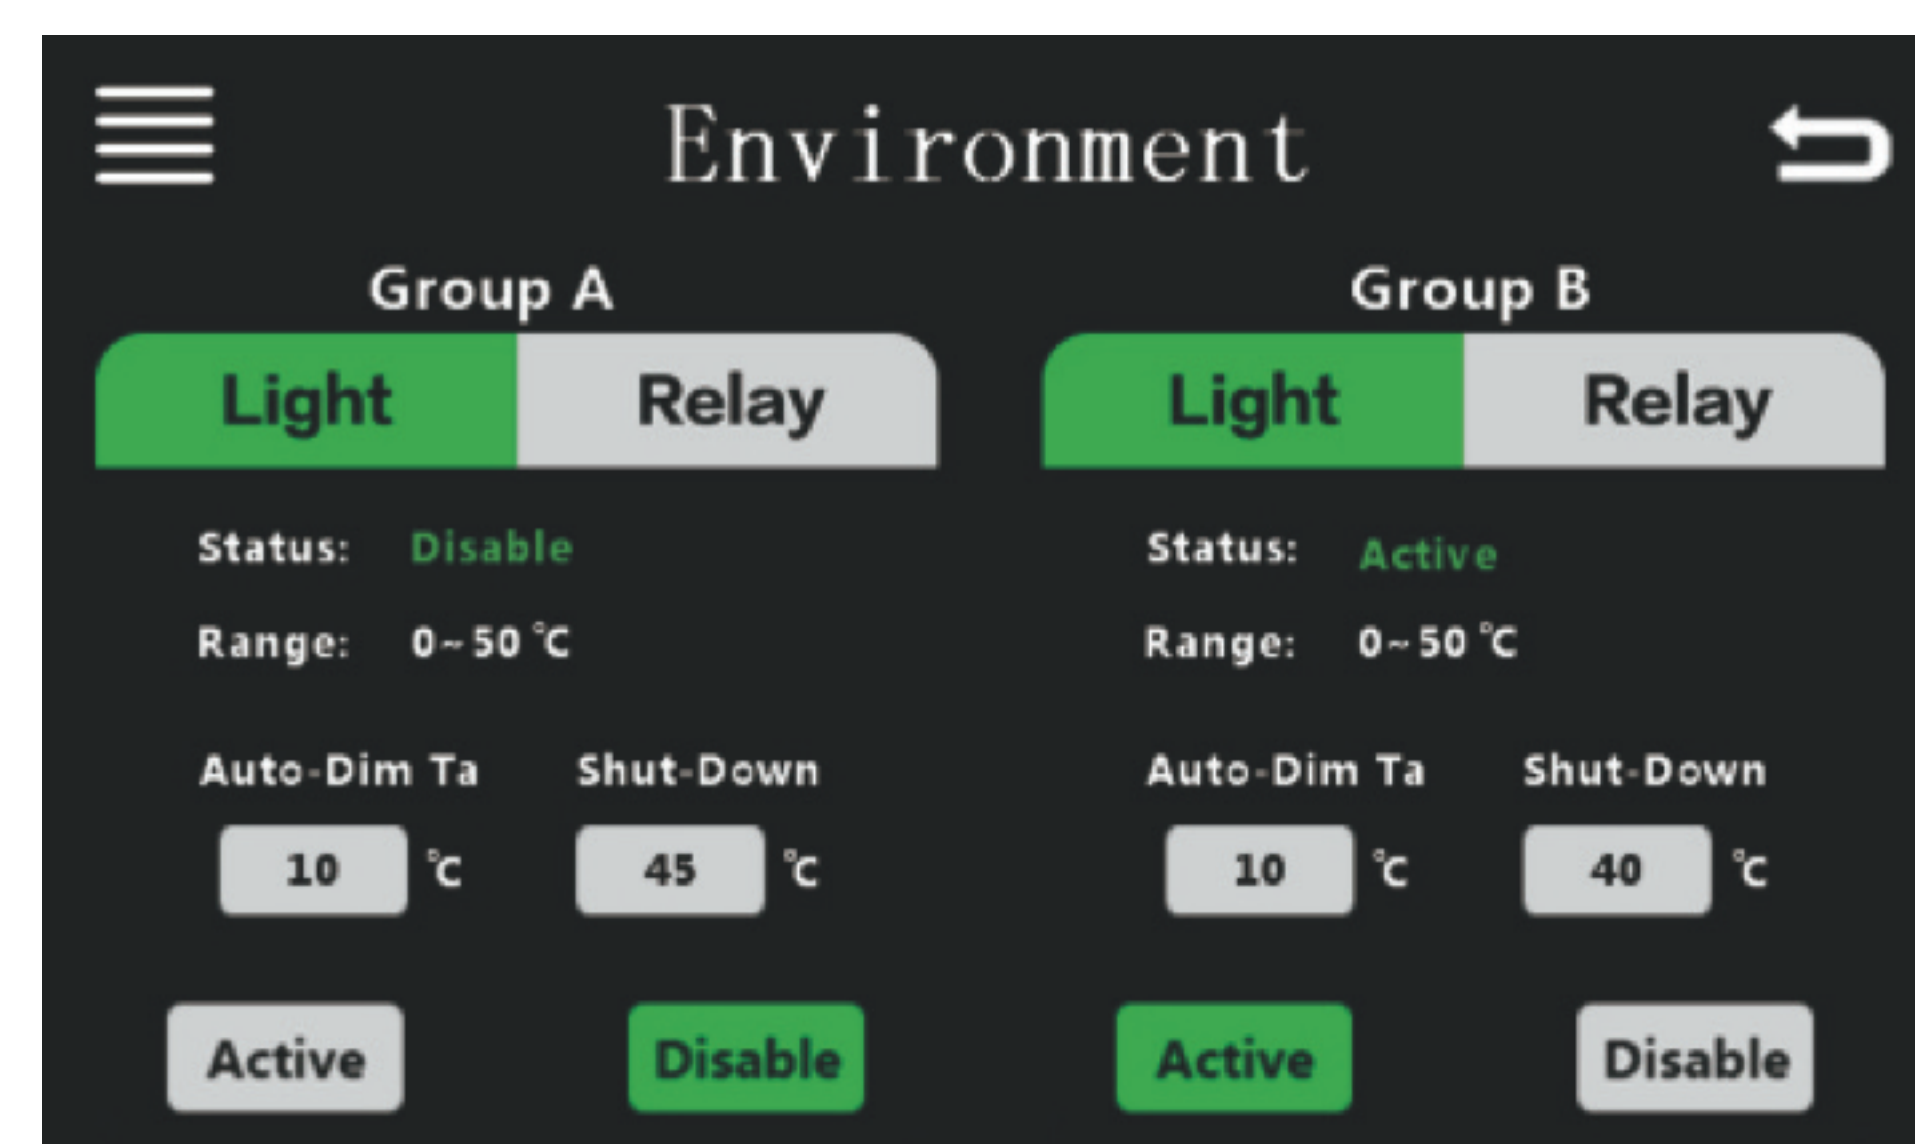 Environment
Group A
Light Relay
Status: Disable
Range: 0~50 ℃
Auto-Dim Ta Shut-Down
10 ℃ 45 ℃
Active Disable
Group B
Light Relay
Status: Active
Range: 0~50 ℃
Auto-Dim Ta Shut-Down
10 ℃ 40 ℃
Active Disable